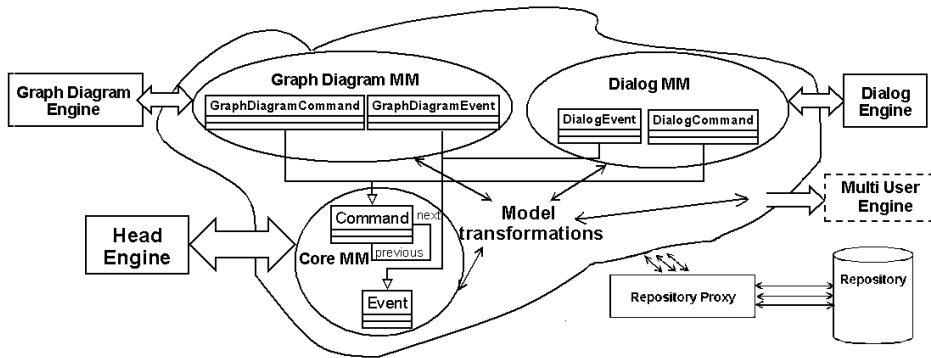 Graph Diagram MM
GraphDiagramCommand
GraphDiagramEvent
Graph Diagram
Engine
Dialog MM
DialogEvent
DialogCommand
Dialog
Engine
Multi User
Engine
Head
Engine
Command
next
previous
Core MM
Event
Model
transformations
Repository Proxy
Repository